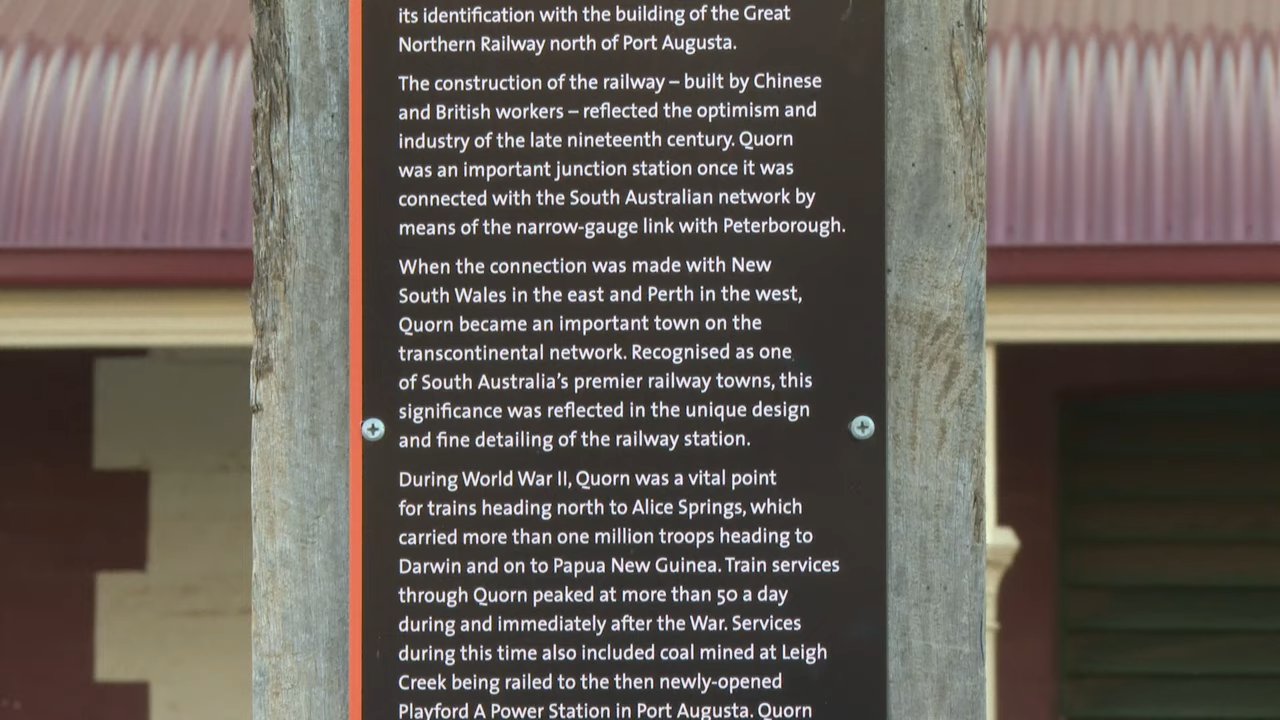 its identification with the building of the Great
Northern Railway north of Port Augusta.
The construction of the railway – built by Chinese
and British workers – reflected the optimism and
industry of the late nineteenth century. Quorn
was an important junction station once it was
connected with the South Australian network by
means of the narrow-gauge link with Peterborough.
When the connection was made with New
South Wales in the east and Perth in the west,
Quorn became an important town on the
transcontinental network. Recognised as one
of South Australia's premier railway towns, this
significance was reflected in the unique design
and fine detailing of the railway station.
During World War II, Quorn was a vital point
for trains heading north to Alice Springs, which
carried more than one million troops heading to
Darwin and on to Papua New Guinea. Train services
through Quorn peaked at more than 50 a day
during and immediately after the War. Services
during this time also included coal mined at Leigh
Creek being railed to the then newly-opened
Playford A Power Station in Port Augusta. Quorn